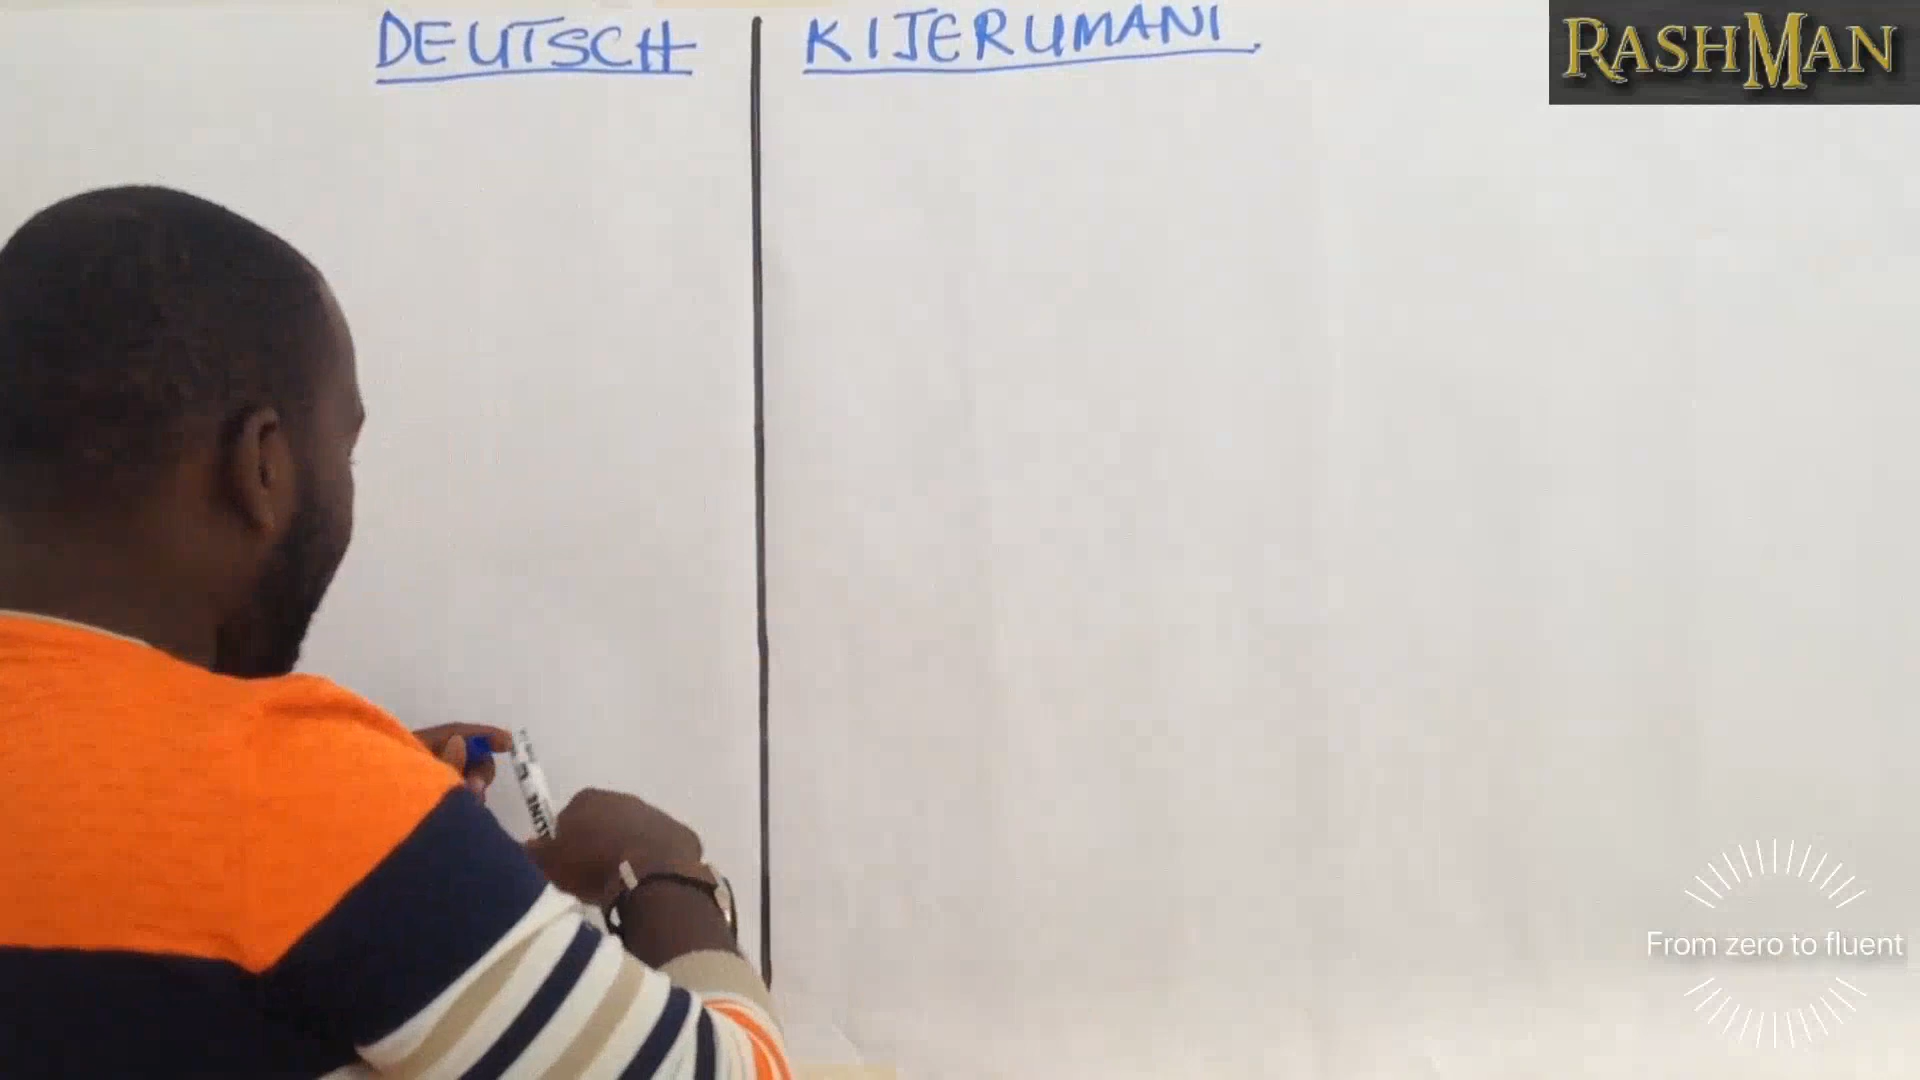 DEUTSCH
KIJERUMANI
RASHMAN
From zero to fluent